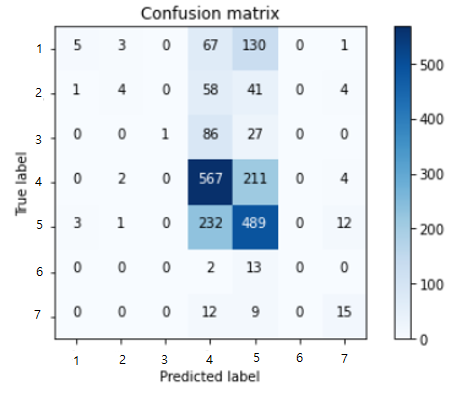 Confusion matrix
1 5 3 0 67 130 0 1
2 1 4 0 58 41 0 4
3 0 0 1 86 27 0 0
4 0 2 0 567 211 0 4
5 3 1 0 232 489 0 12
6 0 0 0 2 13 0 0
7 0 0 0 12 9 0 15
1 2 3 4 5 6 7
True label
Predicted label
500
400
300
200
100
0